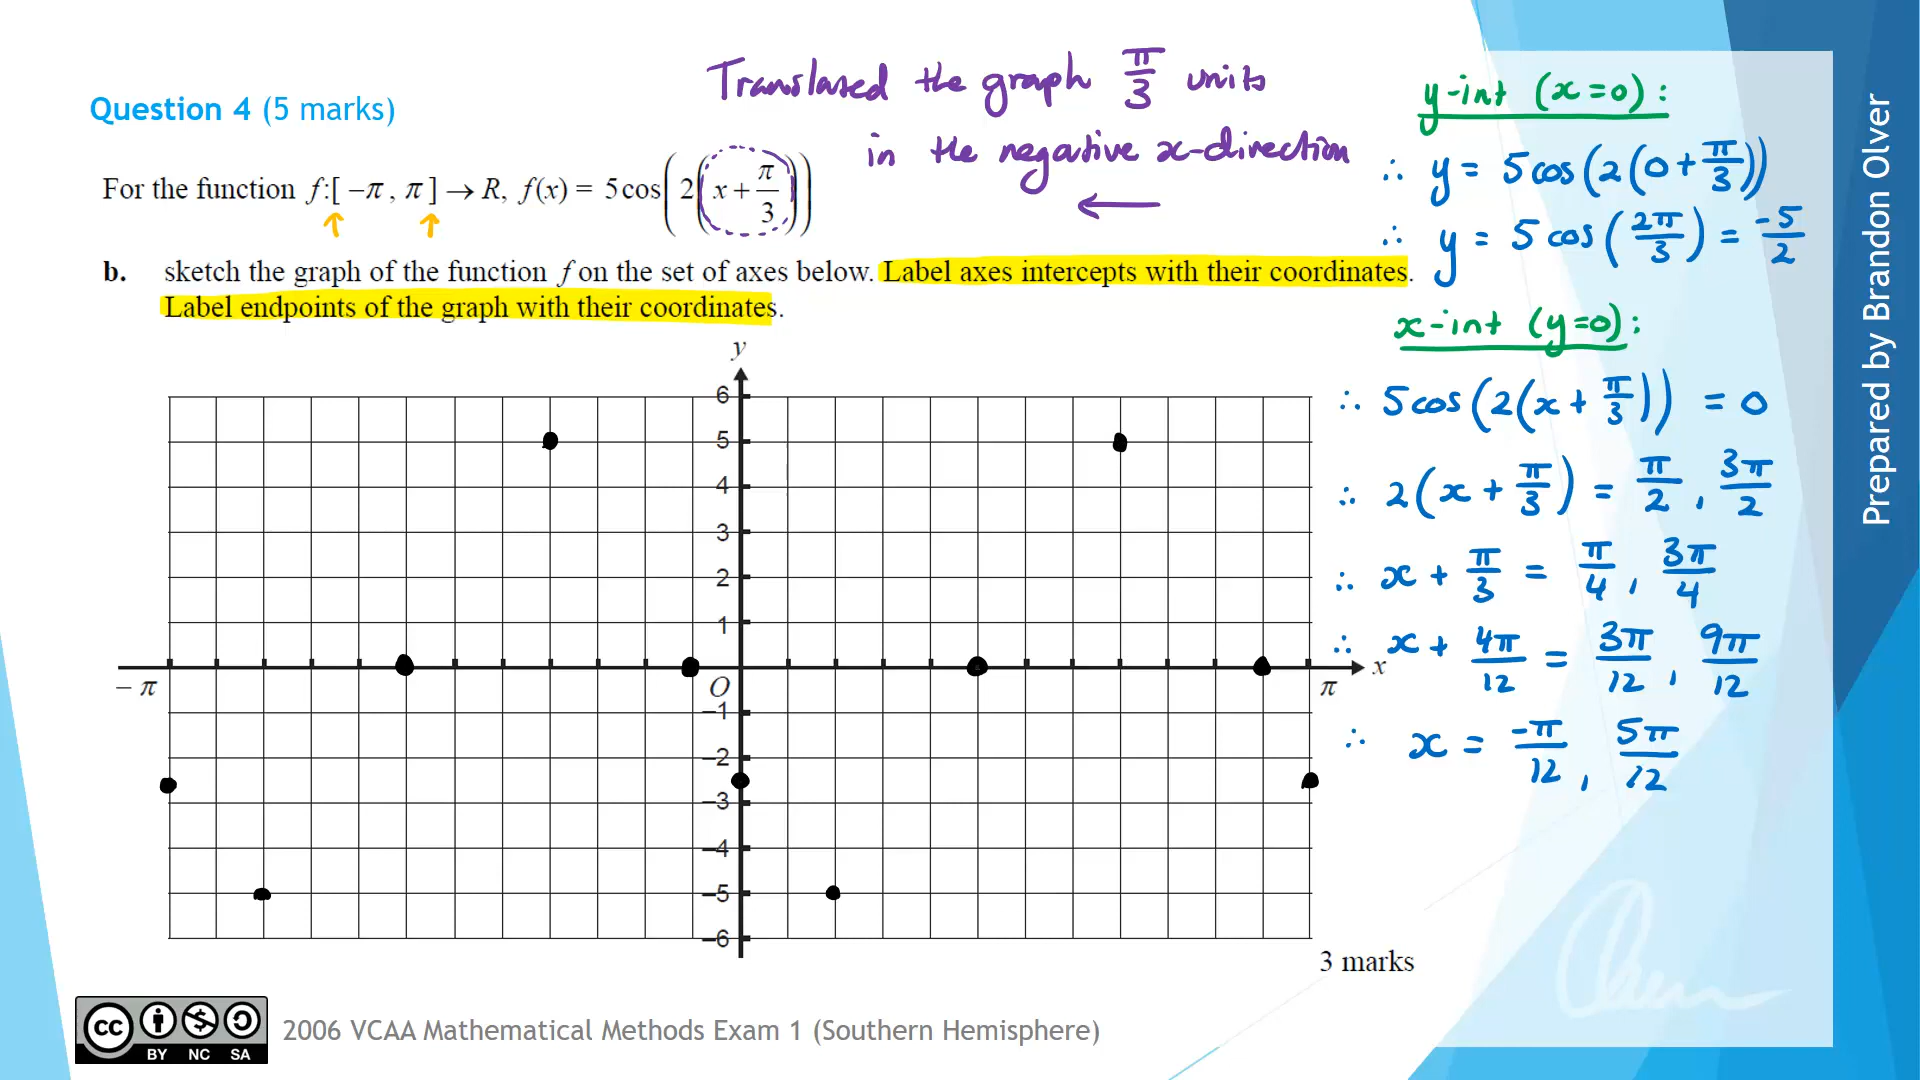 Question 4 (5 marks)
Translated the graph π/3 units
in the negative x-direction
For the function f:[ −π , π ] → R, f(x) = 5cos(2(x + π/3))
b. sketch the graph of the function f on the set of axes below. Label axes intercepts with their coordinates.
Label endpoints of the graph with their coordinates.
y
6
5
4
3
2
1
− π
O
π
x
−1
−2
−3
−4
−5
−6
3 marks
y-int (x=0):
∴ y = 5cos(2(0+π/3))
∴ y = 5cos(2π/3) = -5/2
x-int (y=0):
∴ 5cos(2(x+π/3)) = 0
∴ 2(x+π/3) = π/2, 3π/2
∴ x + π/3 = π/4, 3π/4
∴ x + 4π/12 = 3π/12, 9π/12
∴ x = -π/12, 5π/12
Prepared by Brandon Olver
cc
BY NC SA
2006 VCAA Mathematical Methods Exam 1 (Southern Hemisphere)